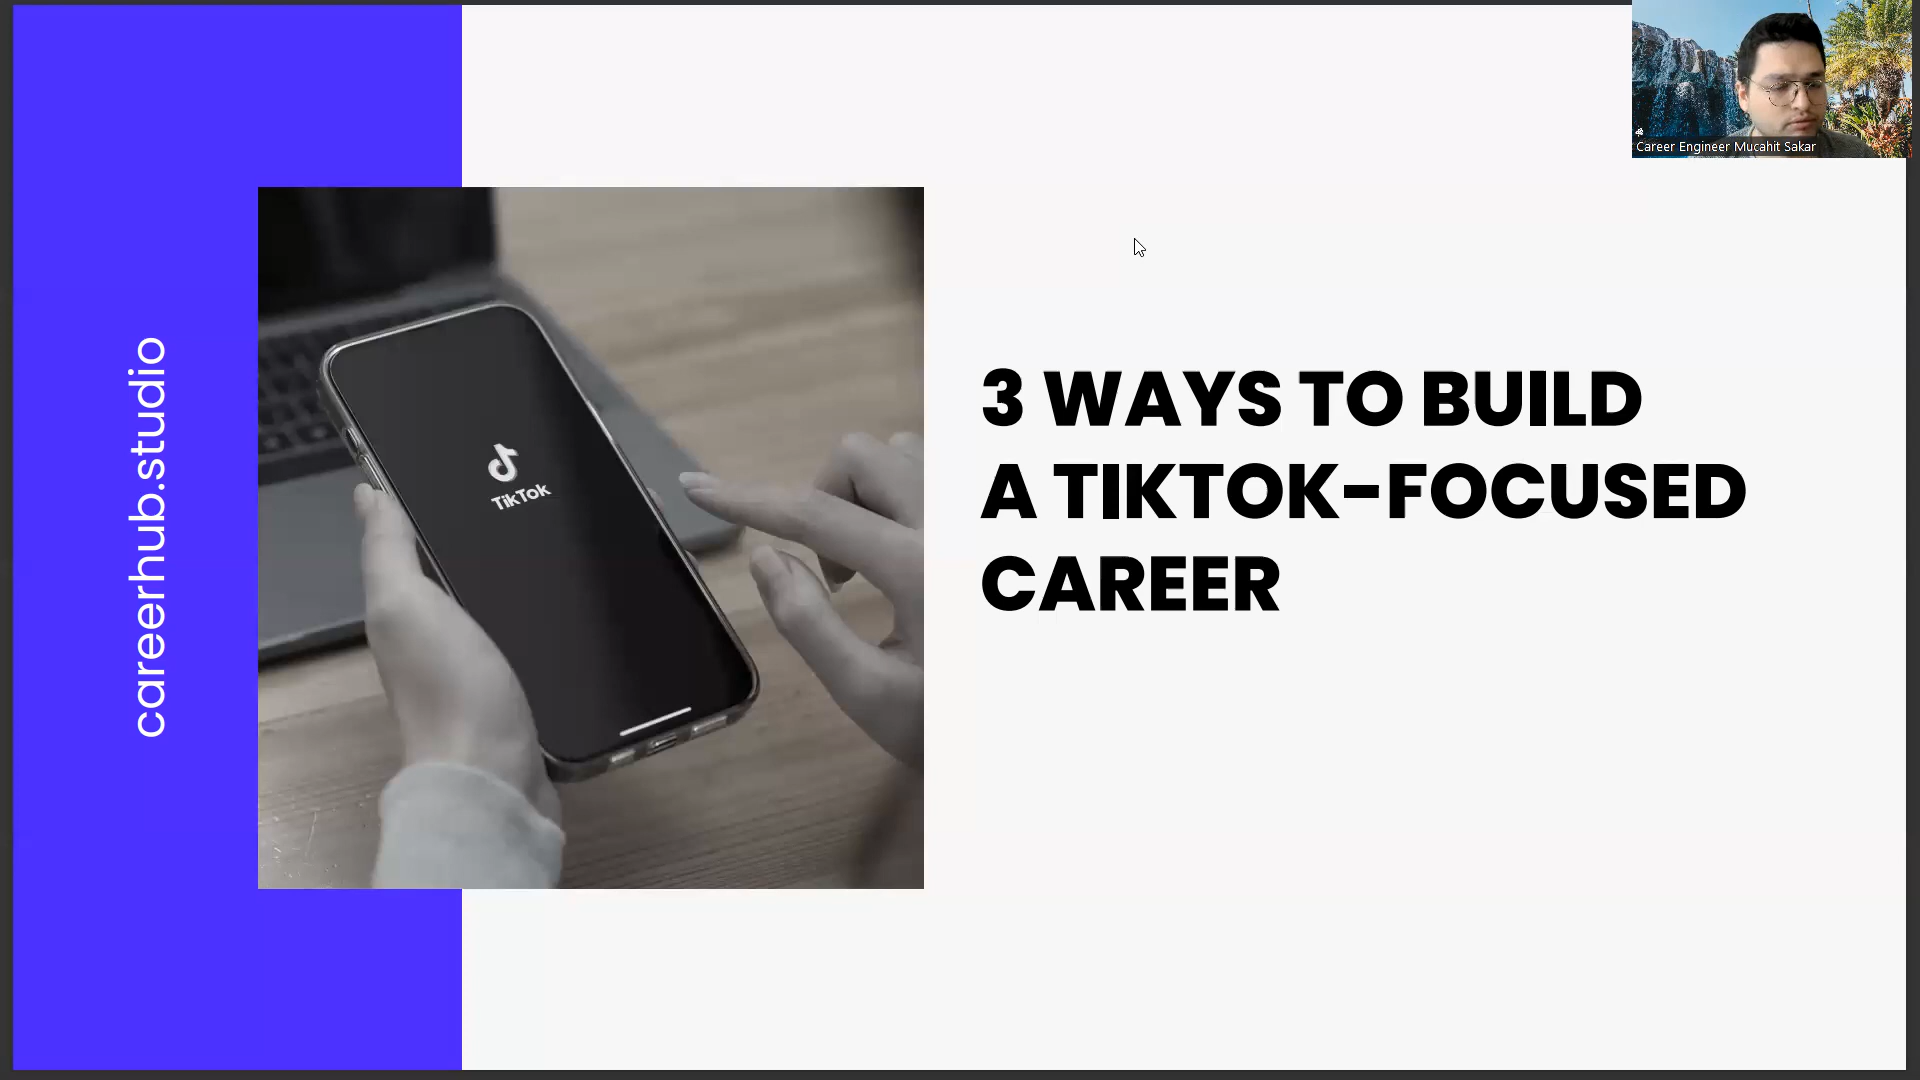 Career Engineer Mucahit Sakar
careerhub.studio
TikTok
3 WAYS TO BUILD
A TIKTOK-FOCUSED
CAREER